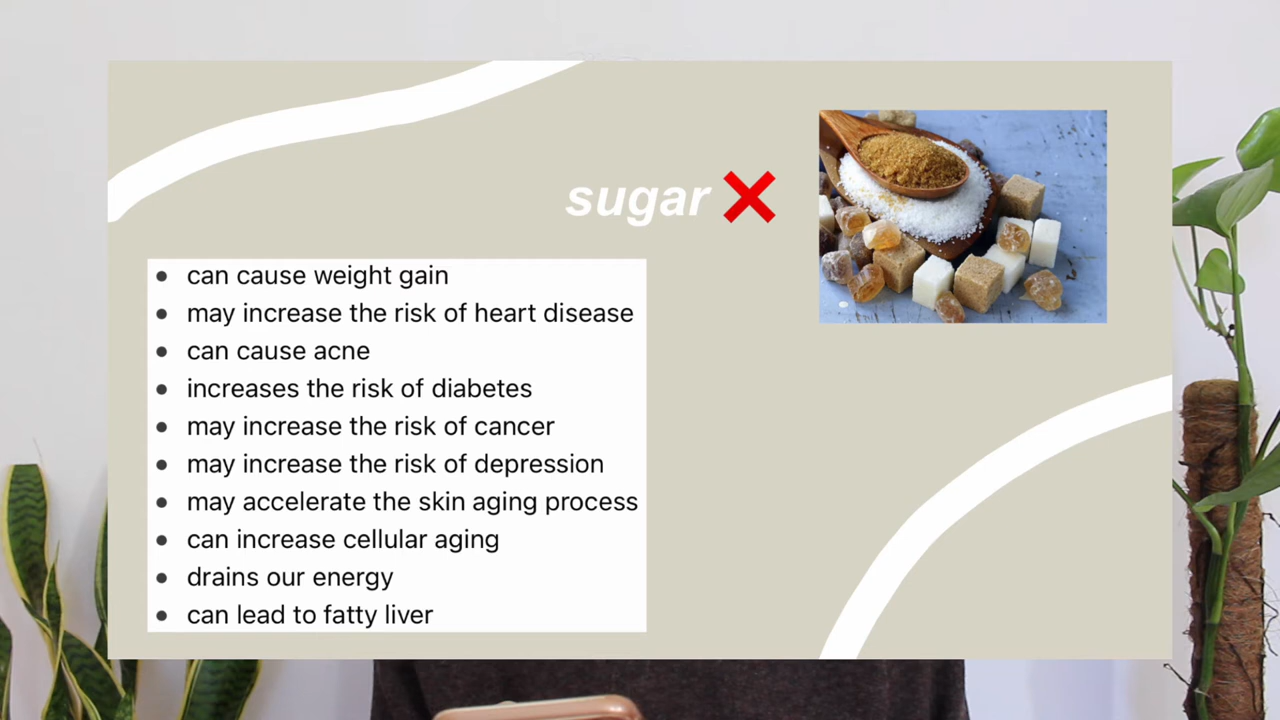 sugar
can cause weight gain
may increase the risk of heart disease
can cause acne
increases the risk of diabetes
may increase the risk of cancer
may increase the risk of depression
may accelerate the skin aging process
can increase cellular aging
drains our energy
can lead to fatty liver